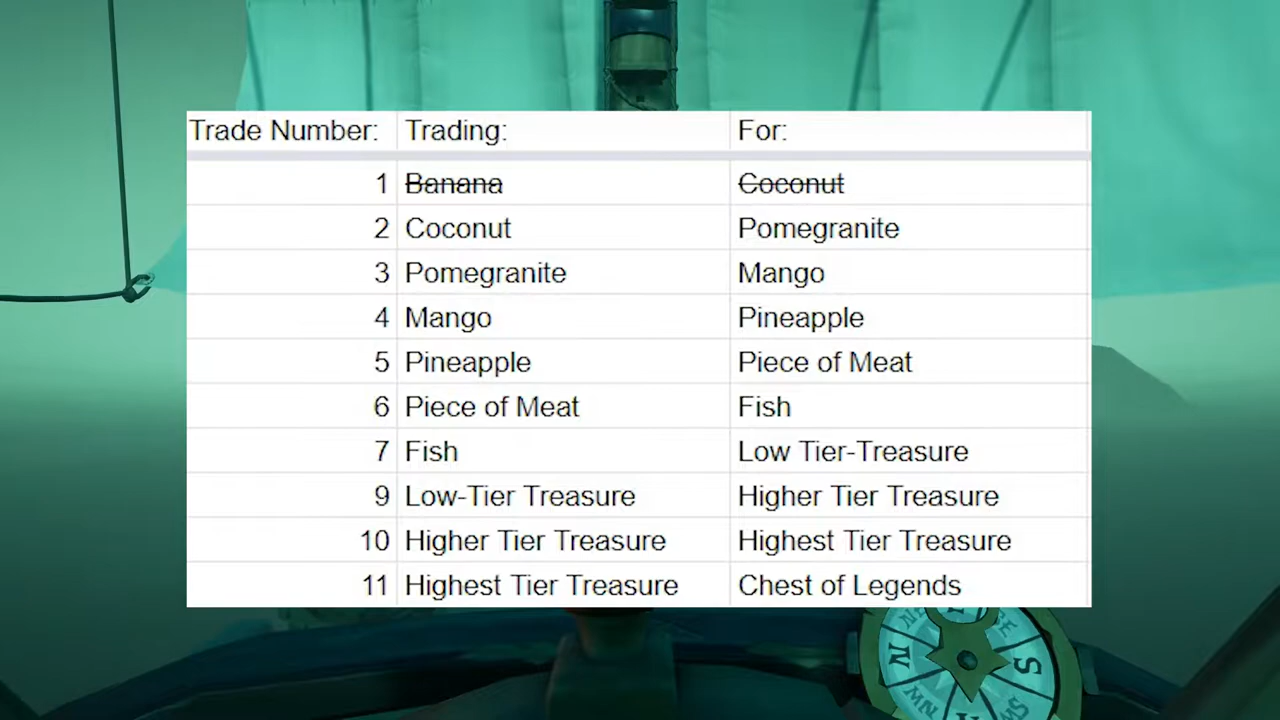 Trade Number: Trading: For:
1 Banana Coconut
2 Coconut Pomegranite
3 Pomegranite Mango
4 Mango Pineapple
5 Pineapple Piece of Meat
6 Piece of Meat Fish
7 Fish Low Tier-Treasure
9 Low-Tier Treasure Higher Tier Treasure
10 Higher Tier Treasure Highest Tier Treasure
11 Highest Tier Treasure Chest of Legends
N S